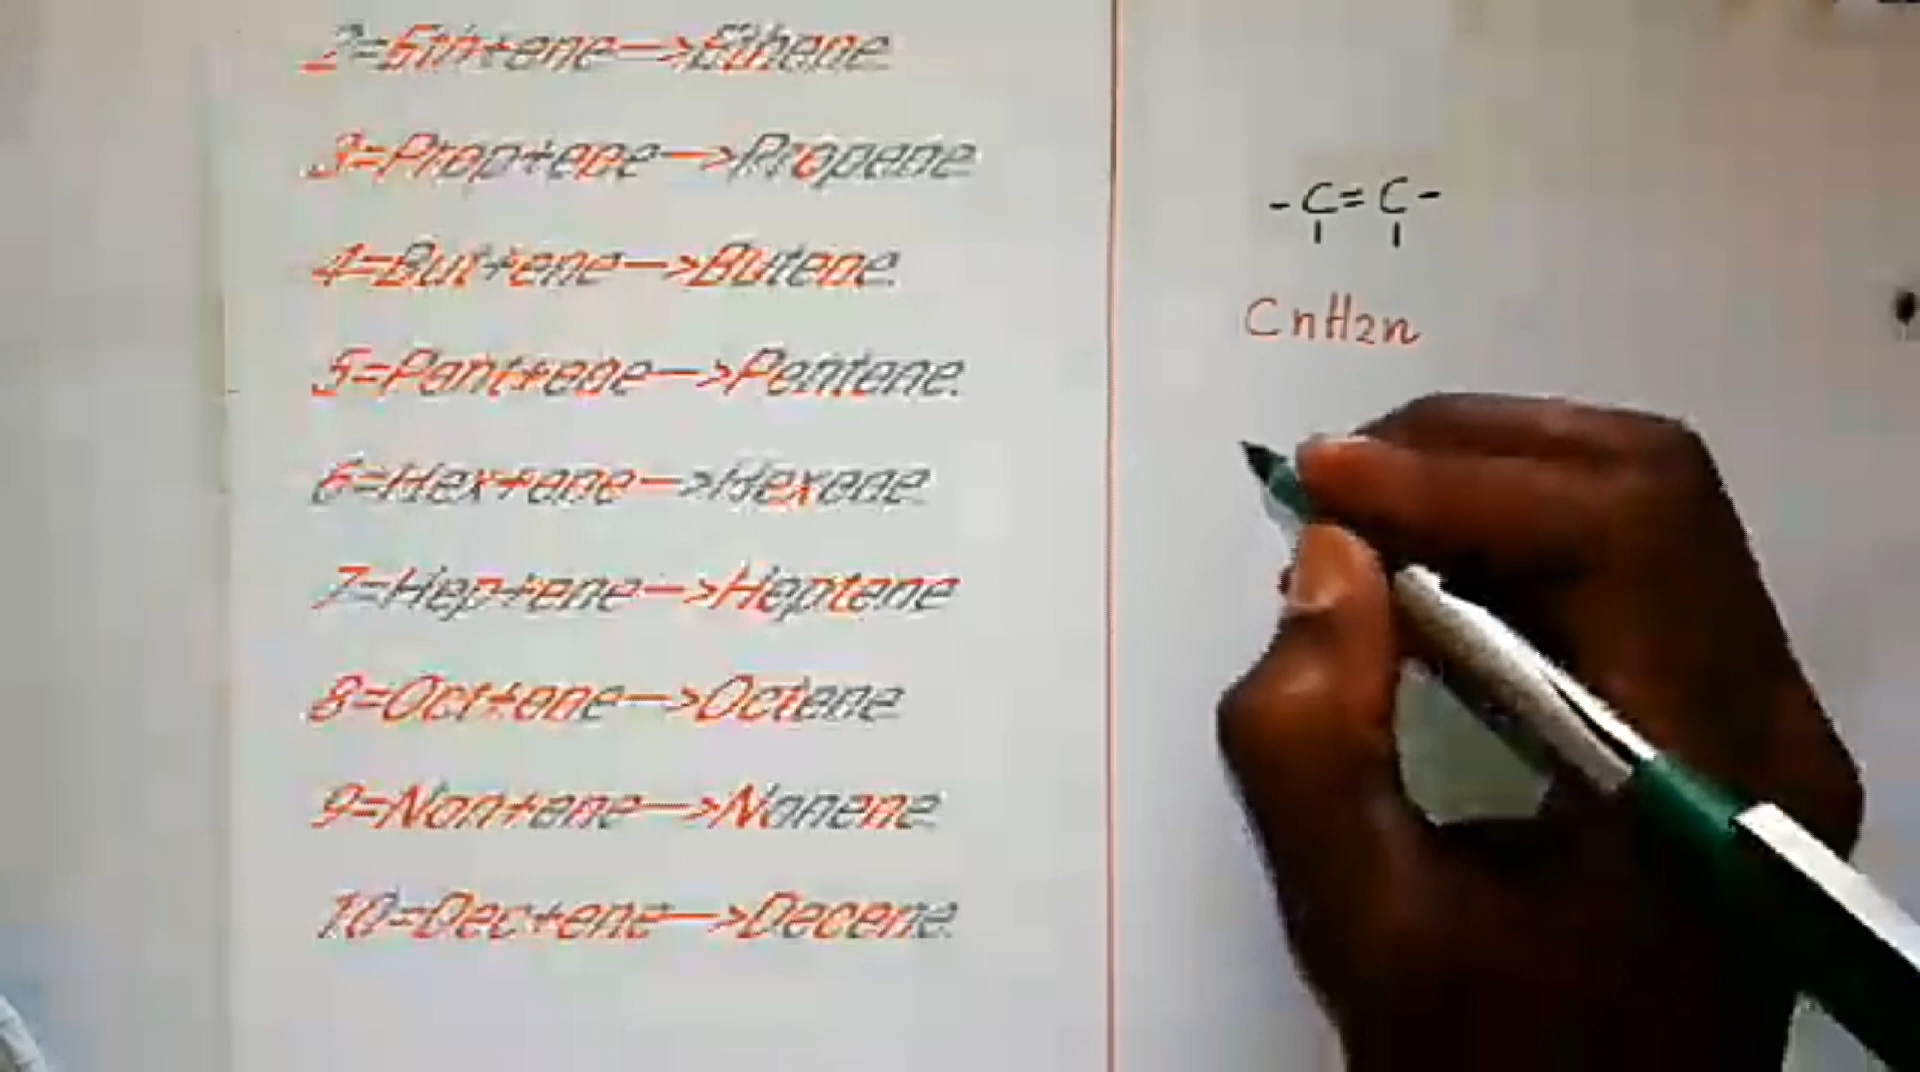 2=Eth+ene—>Ethene.
3=Prop+ene—>Propene
4=But+ene—>Butene.
5=Pent+ene—>Pentene.
6=Hex+ene—>Hexene
7=Hep+ene—>Heptene
8=Oct+ene—>Octene
9=Non+ene—>Nonene
10=Dec+ene—>Decene.
-C=C-
CnH2n